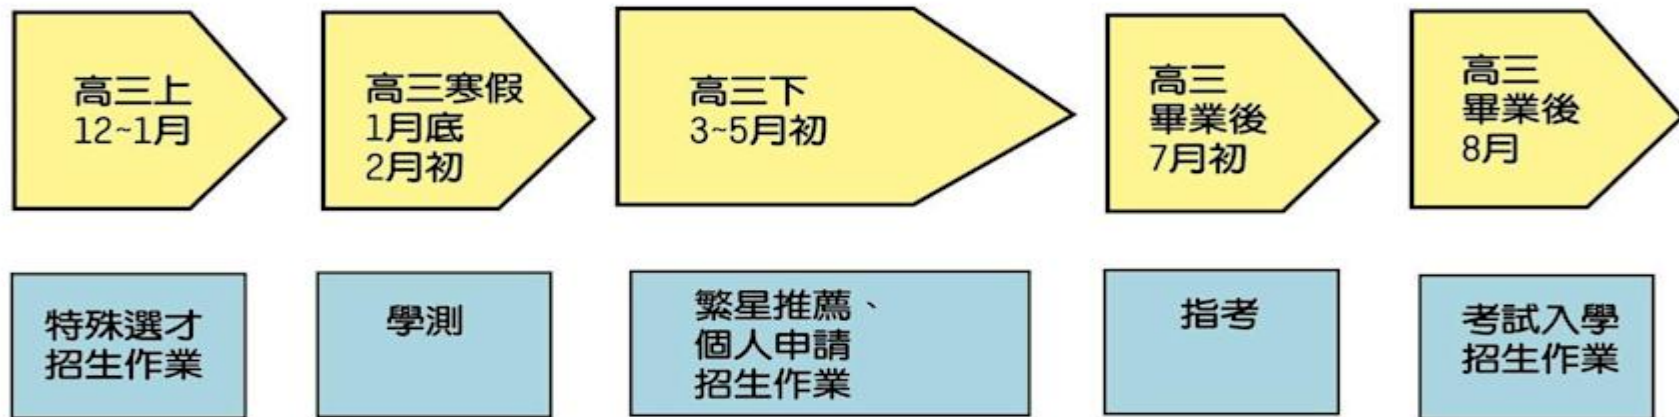 高三上
12~1月
高三寒假
1月底
2月初
高三下
3~5月初
高三
畢業後
7月初
高三
畢業後
8月
特殊選才
招生作業
學測
繁星推薦、
個人申請
招生作業
指考
考試入學
招生作業